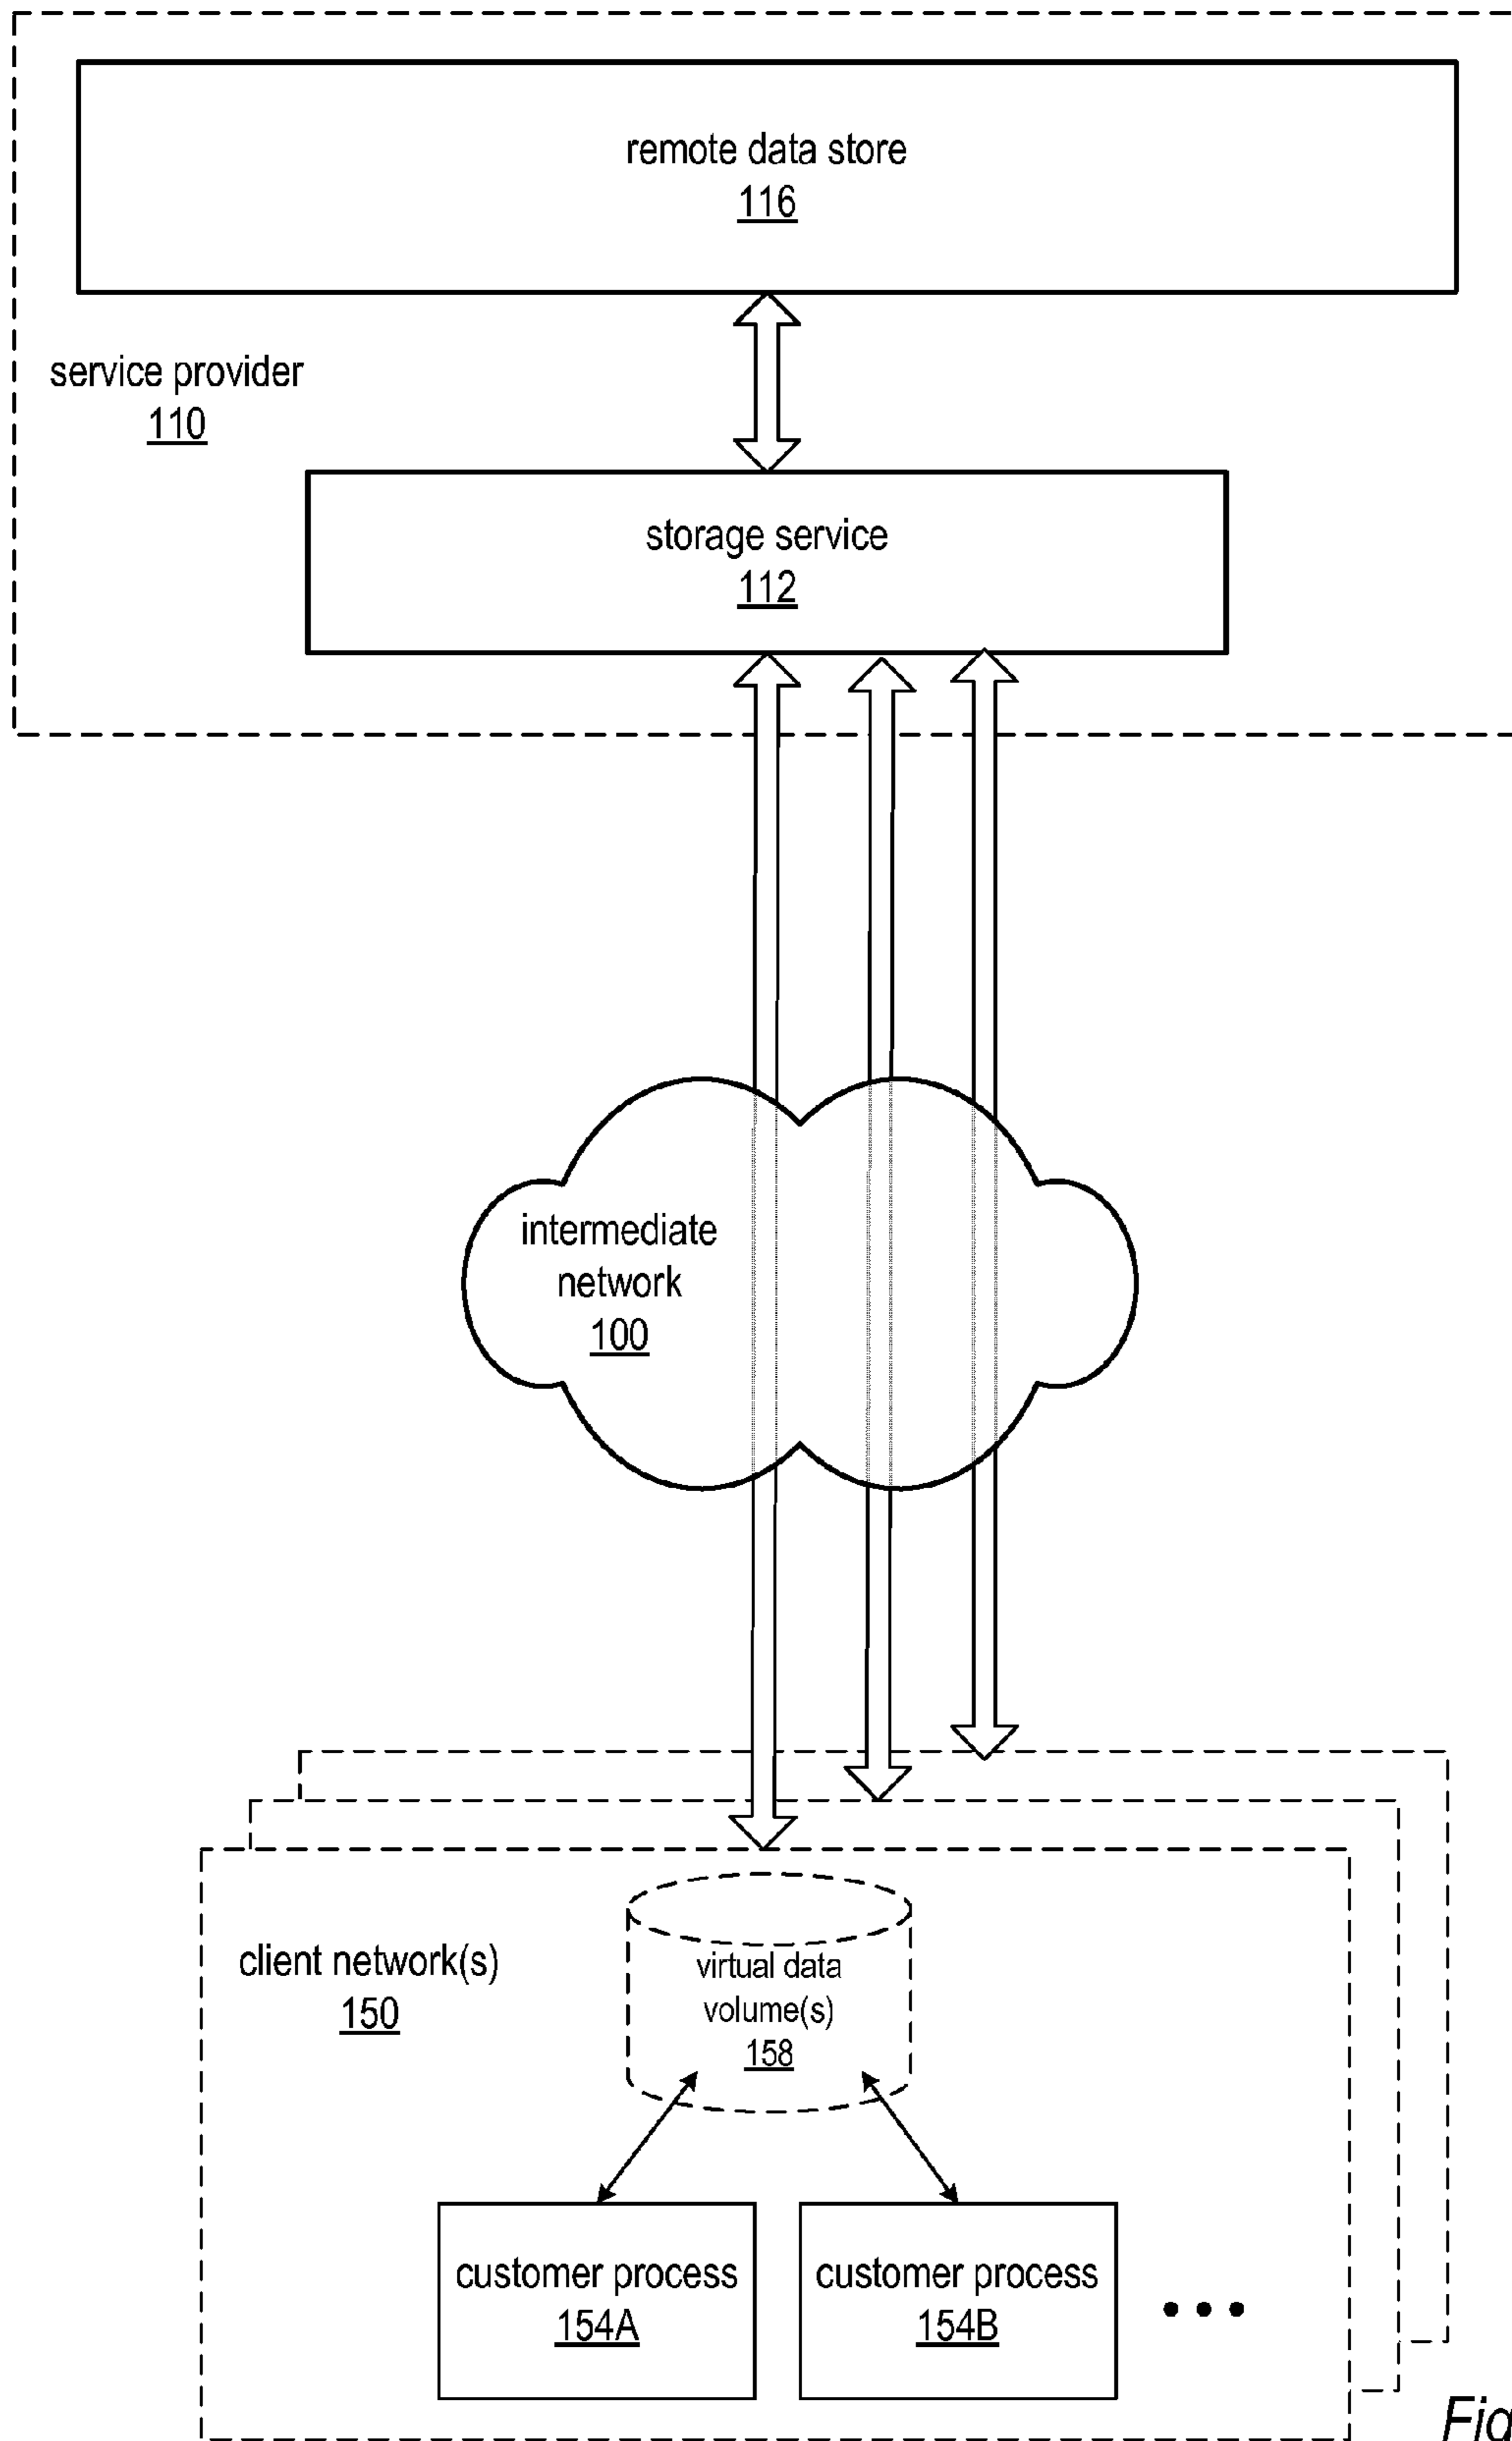 remote data store
116
service provider
110
storage service
112
intermediate
network
100
client network(s)
150
virtual data
volume(s)
158
customer process
154A
customer process
154B
Fig